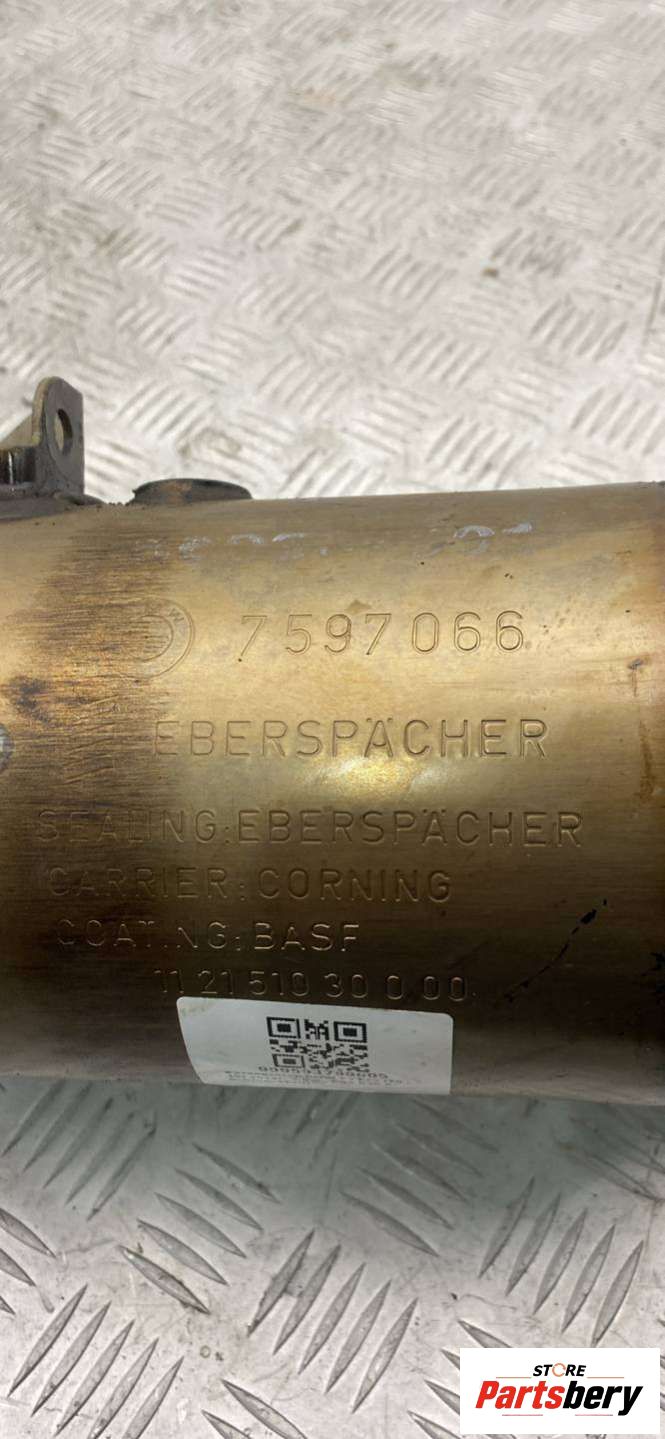 7597066
EBERSPÄCHER
SEALING:EBERSPÄCHER
CARRIER:CORNING
COATING:BASF
11 21 510 30 0 00
STORE
Partsbery